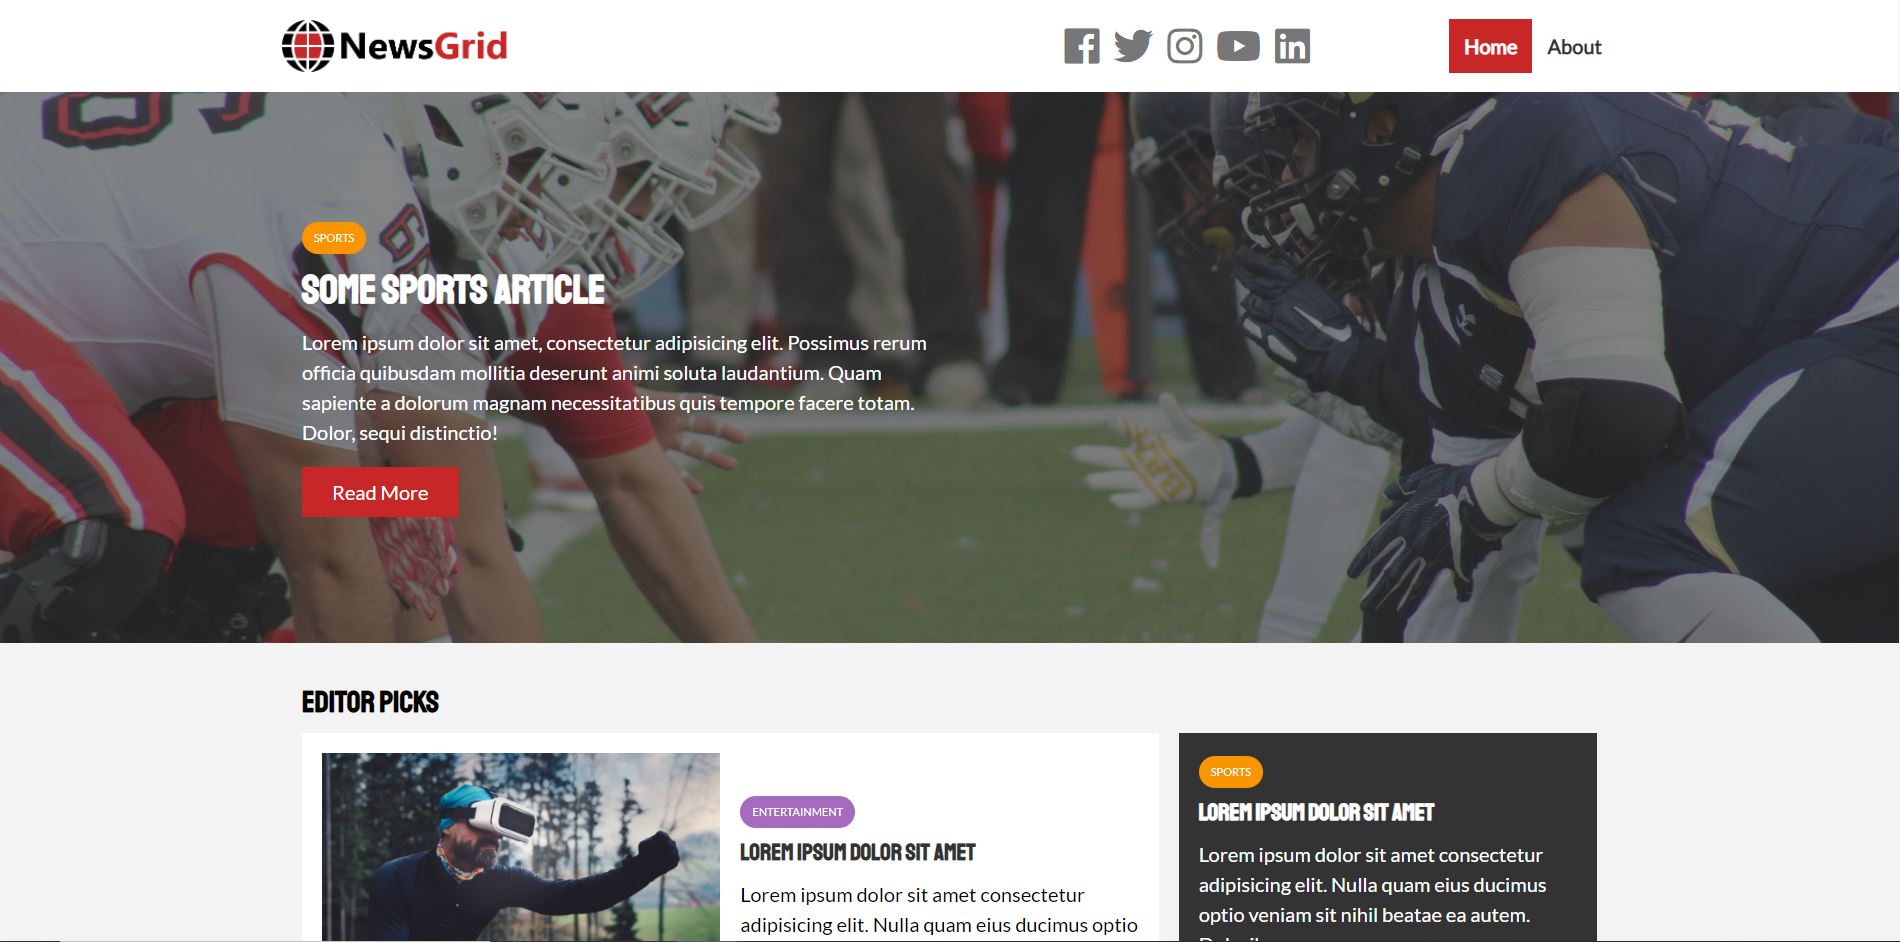 NewsGrid
Home About
SPORTS
SOME SPORTS ARTICLE
Lorem ipsum dolor sit amet, consectetur adipisicing elit. Possimus rerum
officia quibusdam mollitia deserunt animi soluta laudantium. Quam
sapiente a dolorum magnam necessitatibus quis tempore facere totam.
Dolor, sequi distinctio!
Read More
EDITOR PICKS
ENTERTAINMENT
LOREM IPSUM DOLOR SIT AMET
Lorem ipsum dolor sit amet consectetur
adipisicing elit. Nulla quam eius ducimus optio
SPORTS
LOREM IPSUM DOLOR SIT AMET
Lorem ipsum dolor sit amet consectetur
adipisicing elit. Nulla quam eius ducimus
optio veniam sit nihil beatae ea autem.